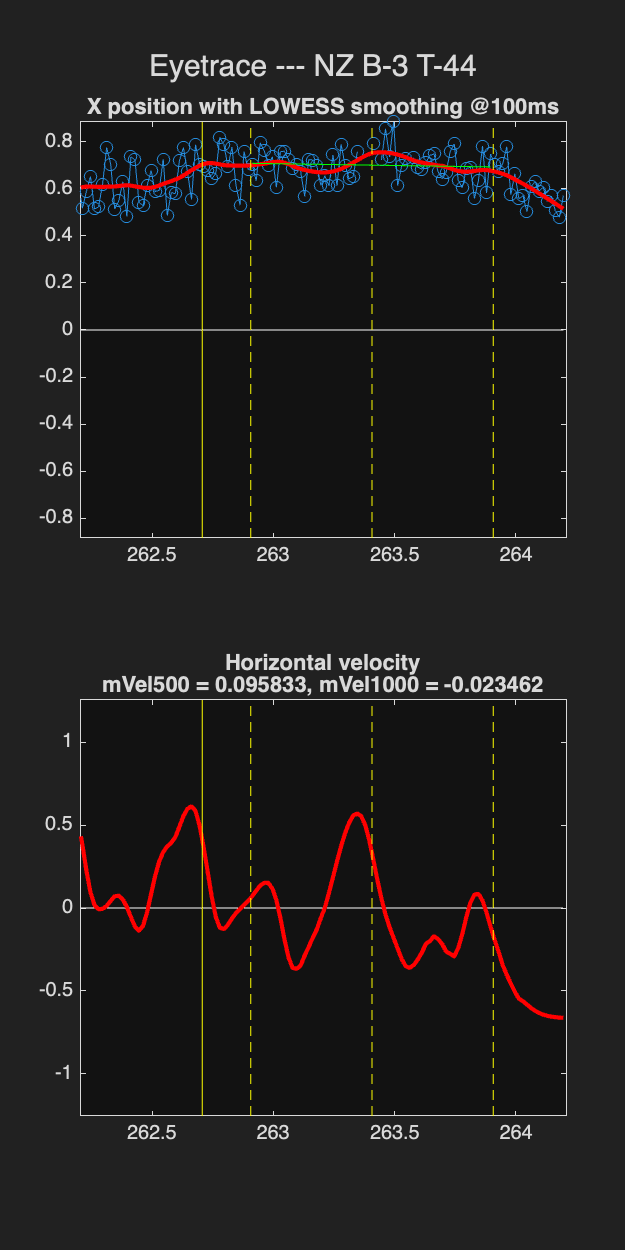 Eyetrace --- NZ B-3 T-44
X position with LOWESS smoothing @100ms
0.8
0.6
0.4
0.2
0
-0.2
-0.4
-0.6
-0.8
262.5 263 263.5 264
Horizontal velocity
mVel500 = 0.095833, mVel1000 = -0.023462
1
0.5
0
-0.5
-1
262.5 263 263.5 264